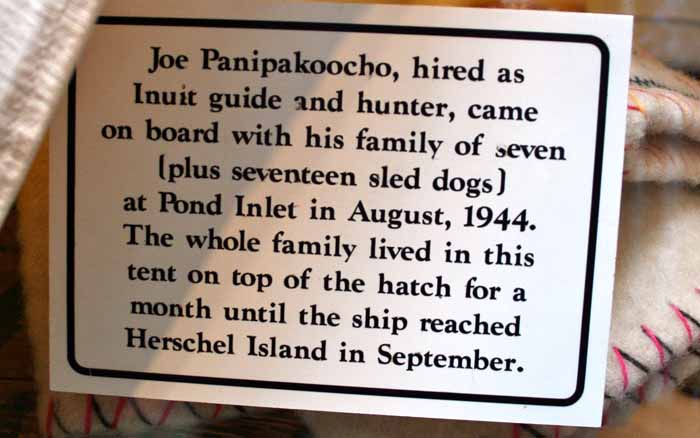 Joe Panipakoocho, hired as
Inuit guide and hunter, came
on board with his family of seven
(plus seventeen sled dogs)
at Pond Inlet in August, 1944.
The whole family lived in this
tent on top of the hatch for a
month until the ship reached
Herschel Island in September.